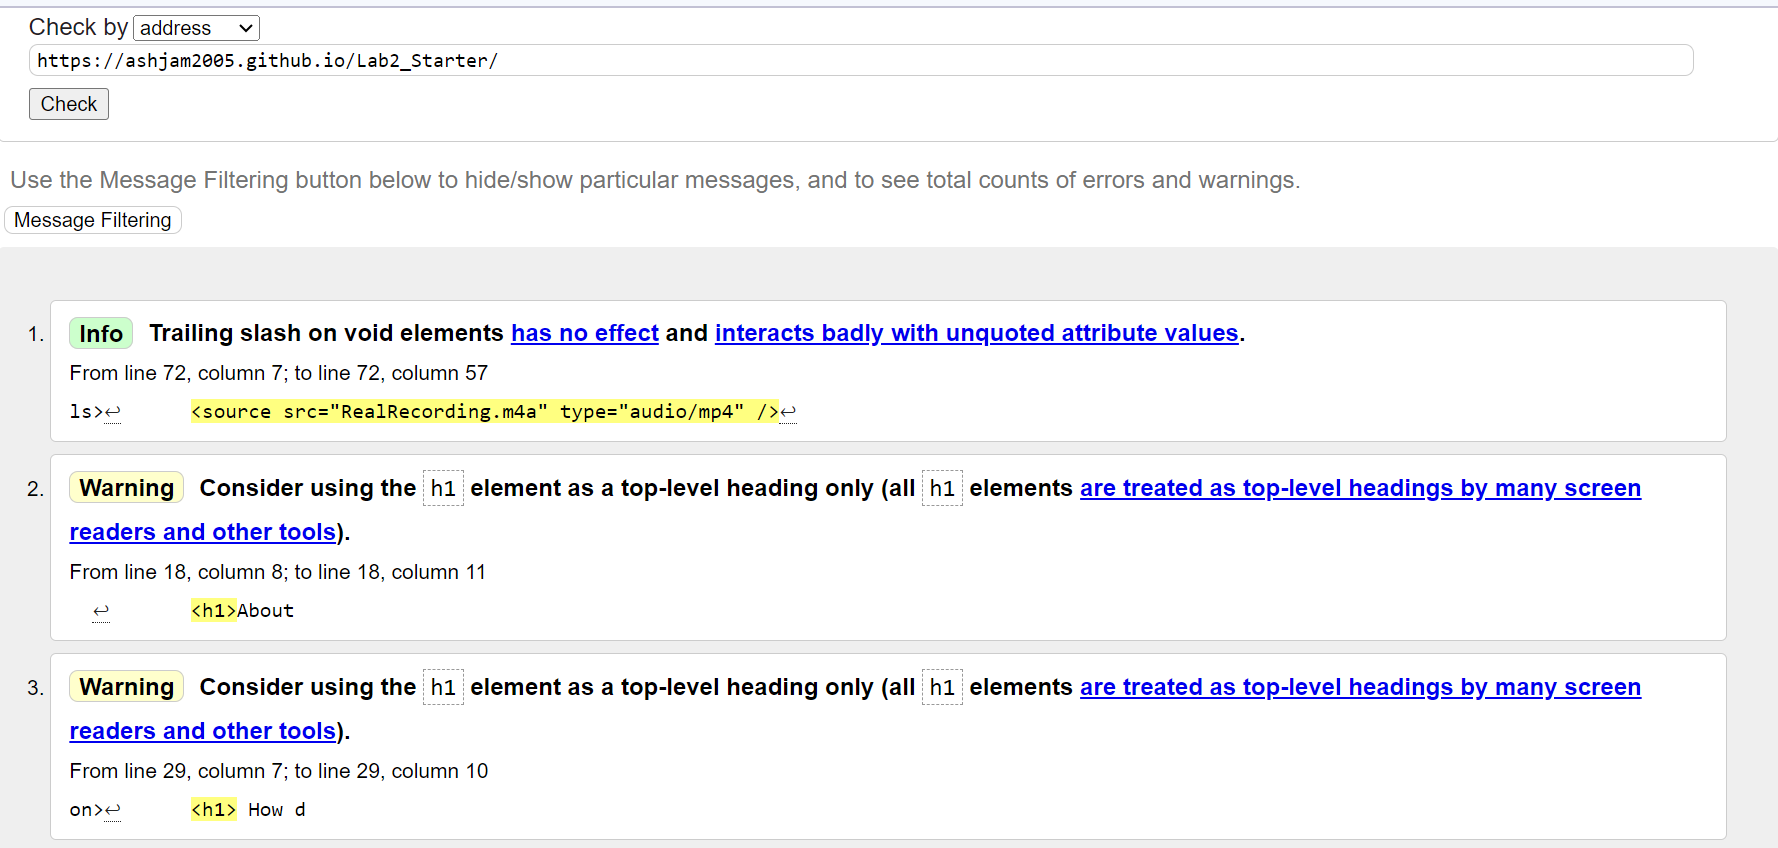 Check by address
https://ashjam2005.github.io/Lab2_Starter/
Check
Use the Message Filtering button below to hide/show particular messages, and to see total counts of errors and warnings.
Message Filtering
1. Info Trailing slash on void elements has no effect and interacts badly with unquoted attribute values.
From line 72, column 7; to line 72, column 57
ls>↩ <source src="RealRecording.m4a" type="audio/mp4" />↩
2. Warning Consider using the h1 element as a top-level heading only (all h1 elements are treated as top-level headings by many screen
readers and other tools).
From line 18, column 8; to line 18, column 11
↩ <h1>About
3. Warning Consider using the h1 element as a top-level heading only (all h1 elements are treated as top-level headings by many screen
readers and other tools).
From line 29, column 7; to line 29, column 10
on>↩ <h1> How d